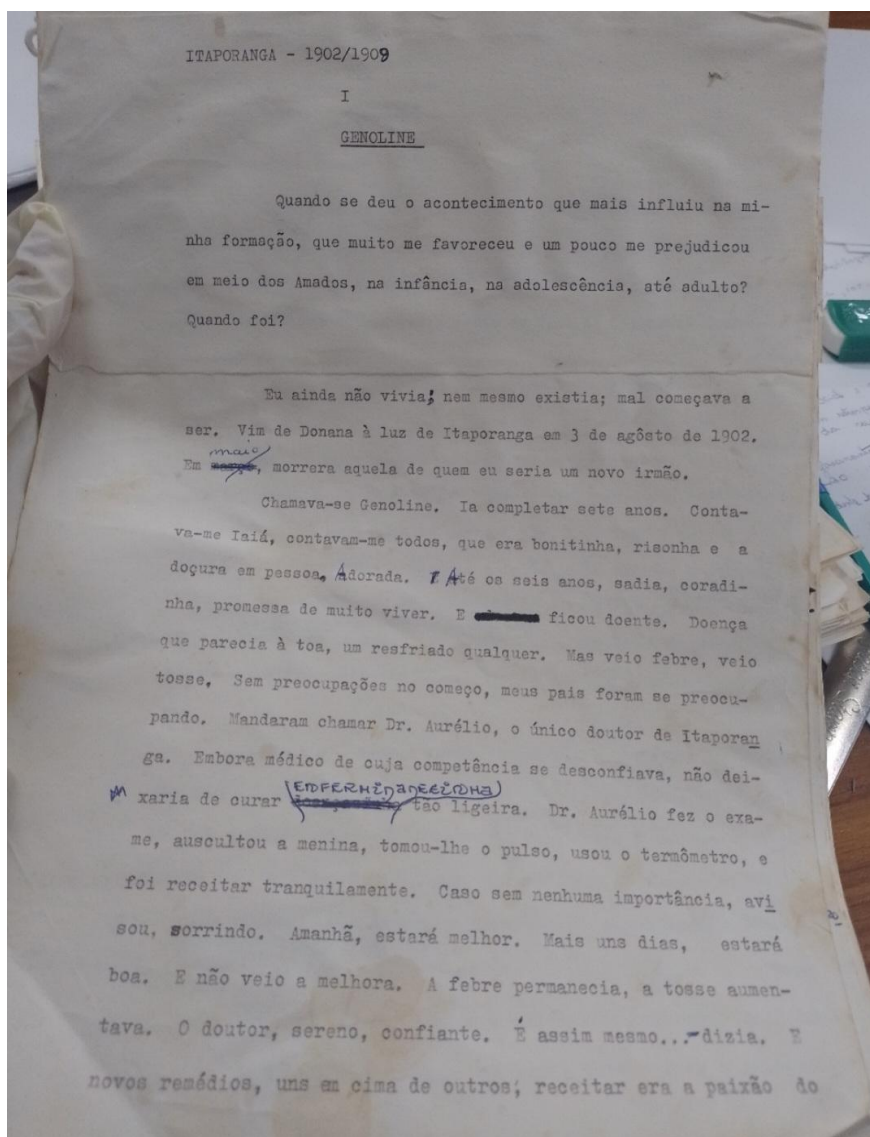 ITAPORANGA - 1902/1909
I
GENOLINE
Quando se deu o acontecimento que mais influiu na mi-
nha formação, que muito me favoreceu e um pouco me prejudicou
em meio dos Amados, na infância, na adolescência, até adulto?
Quando foi?
Eu ainda não vivia; nem mesmo existia; mal começava a
ser. Vim de Donana à luz de Itaporanga em 3 de agôsto de 1902.
maio
Em março, morrera aquela de quem eu seria um novo irmão.
Chamava-se Genoline. Ia completar sete anos. Conta-
va-me Iaiá, contavam-me todos, que era bonitinha, risonha e a
doçura em pessoa. Adorada. Até os seis anos, sadia, coradi-
nha, promessa de muito viver. E ficou doente. Doença
que parecia à toa, um resfriado qualquer. Mas veio febre, veio
tosse. Sem preocupações no começo, meus pais foram se preocu-
pando. Mandaram chamar Dr. Aurélio, o único doutor de Itaporan
ga. Embora médico de cuja competência se desconfiava, não dei-
xaria de curar tão ligeira. Dr. Aurélio fez o exa-
me, auscultou a menina, tomou-lhe o pulso, usou o termômetro, e
foi receitar tranquilamente. Caso sem nenhuma importância, avi
sou, sorrindo. Amanhã, estará melhor. Mais uns dias, estará
boa. E não veio a melhora. A febre permanecia, a tosse aumen-
tava. O doutor, sereno, confiante. É assim mesmo...-dizia. E
novos remédios, uns em cima de outros; receitar era a paixão do